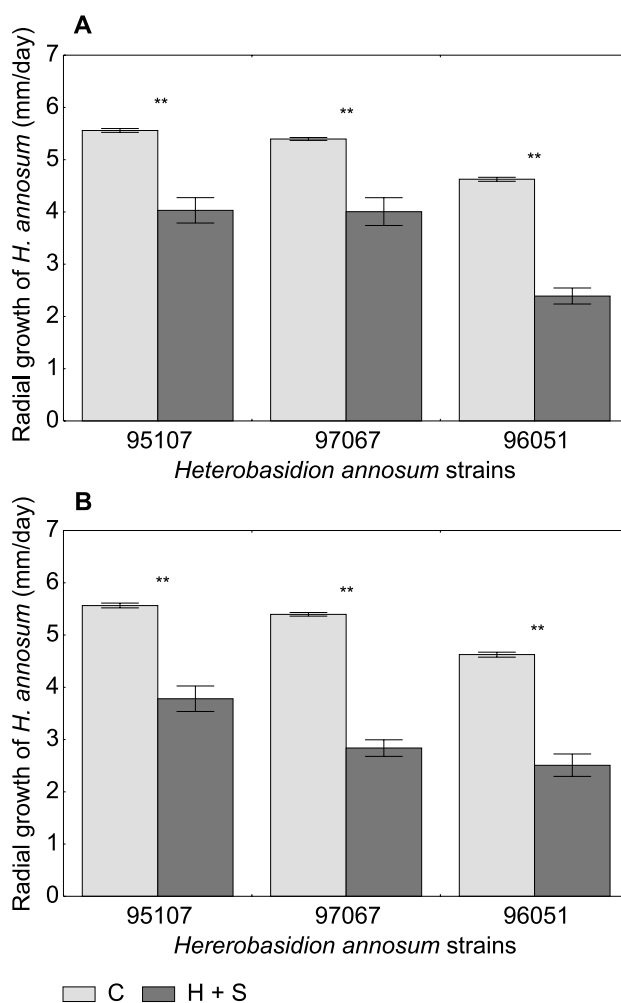 A
Radial growth of H. annosum (mm/day)
7
6
5
4
3
2
1
0
**
**
**
95107 97067 96051
Heterobasidion annosum strains
B
Radial growth of H. annosum (mm/day)
7
6
5
4
3
2
1
0
**
**
**
95107 97067 96051
Hererobasidion annosum strains
C H + S